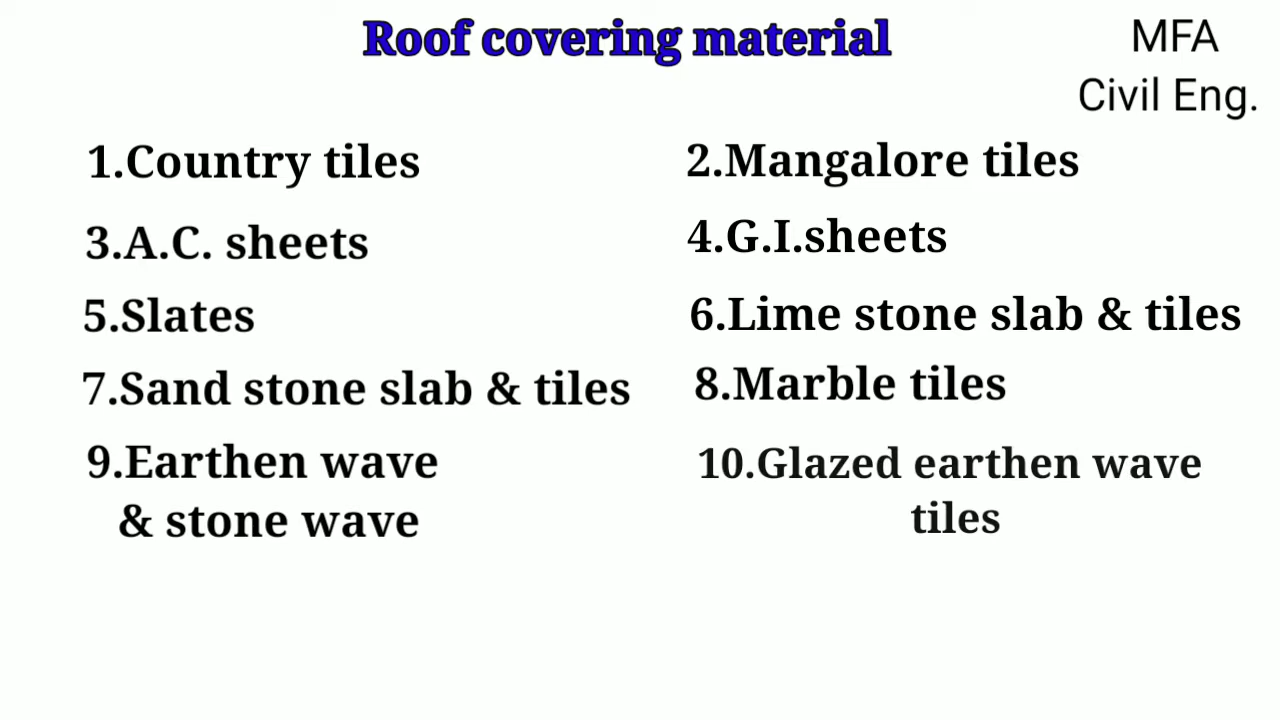 Roof covering material
MFA
Civil Eng.
1.Country tiles
2.Mangalore tiles
3.A.C. sheets
4.G.I.sheets
5.Slates
6.Lime stone slab & tiles
7.Sand stone slab & tiles
8.Marble tiles
9.Earthen wave
& stone wave
10.Glazed earthen wave
tiles